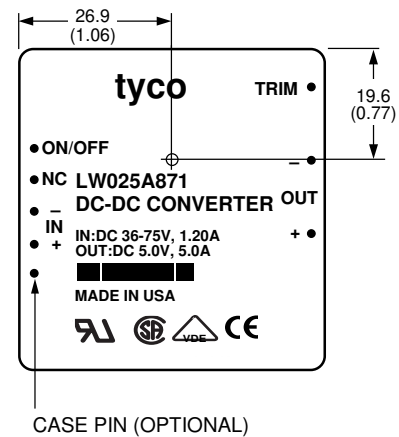 26.9
(1.06)
tyco
TRIM
19.6
(0.77)
ON/OFF
–
NC LW025A871
OUT
– DC-DC CONVERTER
IN
+ IN:DC 36-75V, 1.20A
+
OUT:DC 5.0V, 5.0A
MADE IN USA
RU SA VDE CE
CASE PIN (OPTIONAL)